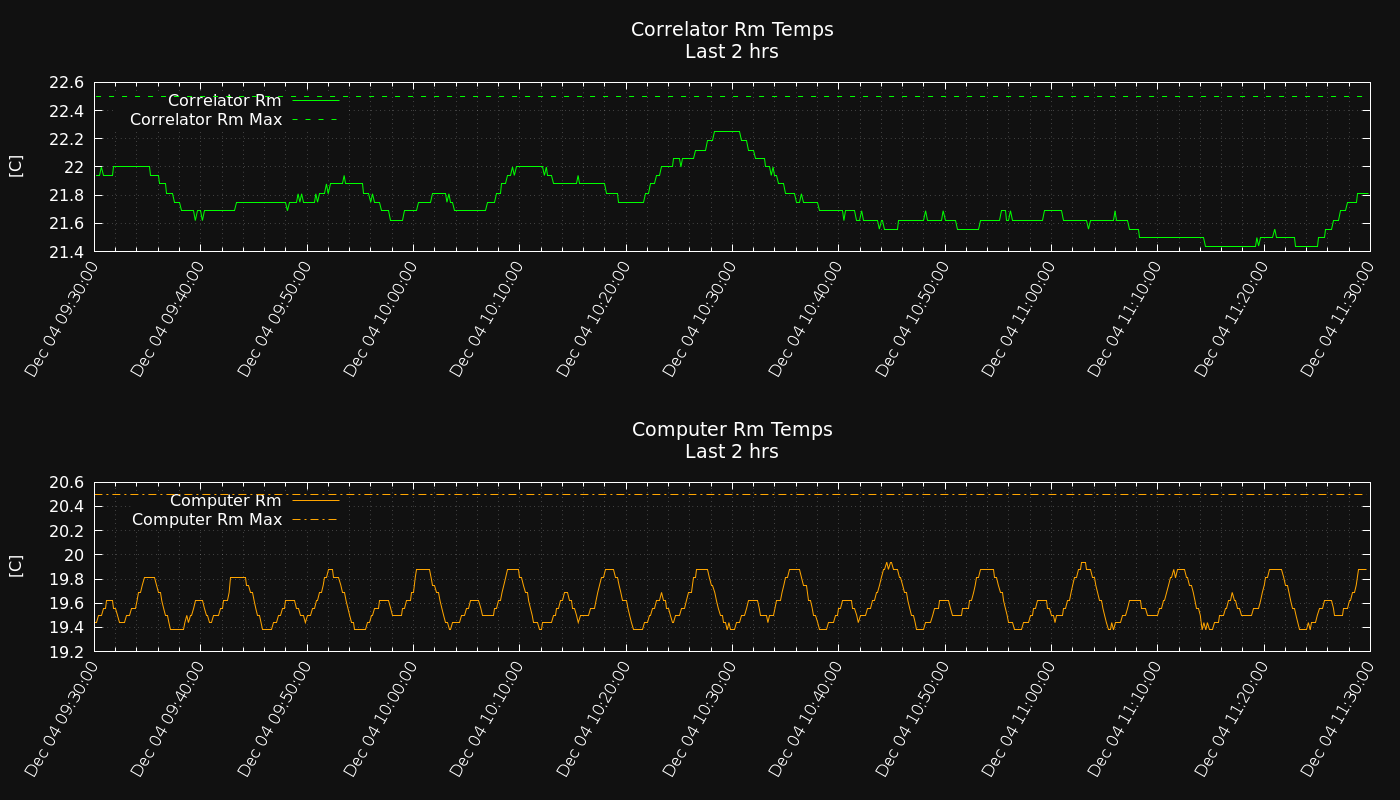 Correlator Rm Temps
Last 2 hrs
22.6
22.4
22.2
22
21.8
21.6
21.4
[C]
Correlator Rm
Correlator Rm Max
Dec 04 09:30:00
Dec 04 09:40:00
Dec 04 09:50:00
Dec 04 10:00:00
Dec 04 10:10:00
Dec 04 10:20:00
Dec 04 10:30:00
Dec 04 10:40:00
Dec 04 10:50:00
Dec 04 11:00:00
Dec 04 11:10:00
Dec 04 11:20:00
Dec 04 11:30:00
Computer Rm Temps
Last 2 hrs
20.6
20.4
20.2
20
19.8
19.6
19.4
19.2
[C]
Computer Rm
Computer Rm Max
Dec 04 09:30:00
Dec 04 09:40:00
Dec 04 09:50:00
Dec 04 10:00:00
Dec 04 10:10:00
Dec 04 10:20:00
Dec 04 10:30:00
Dec 04 10:40:00
Dec 04 10:50:00
Dec 04 11:00:00
Dec 04 11:10:00
Dec 04 11:20:00
Dec 04 11:30:00